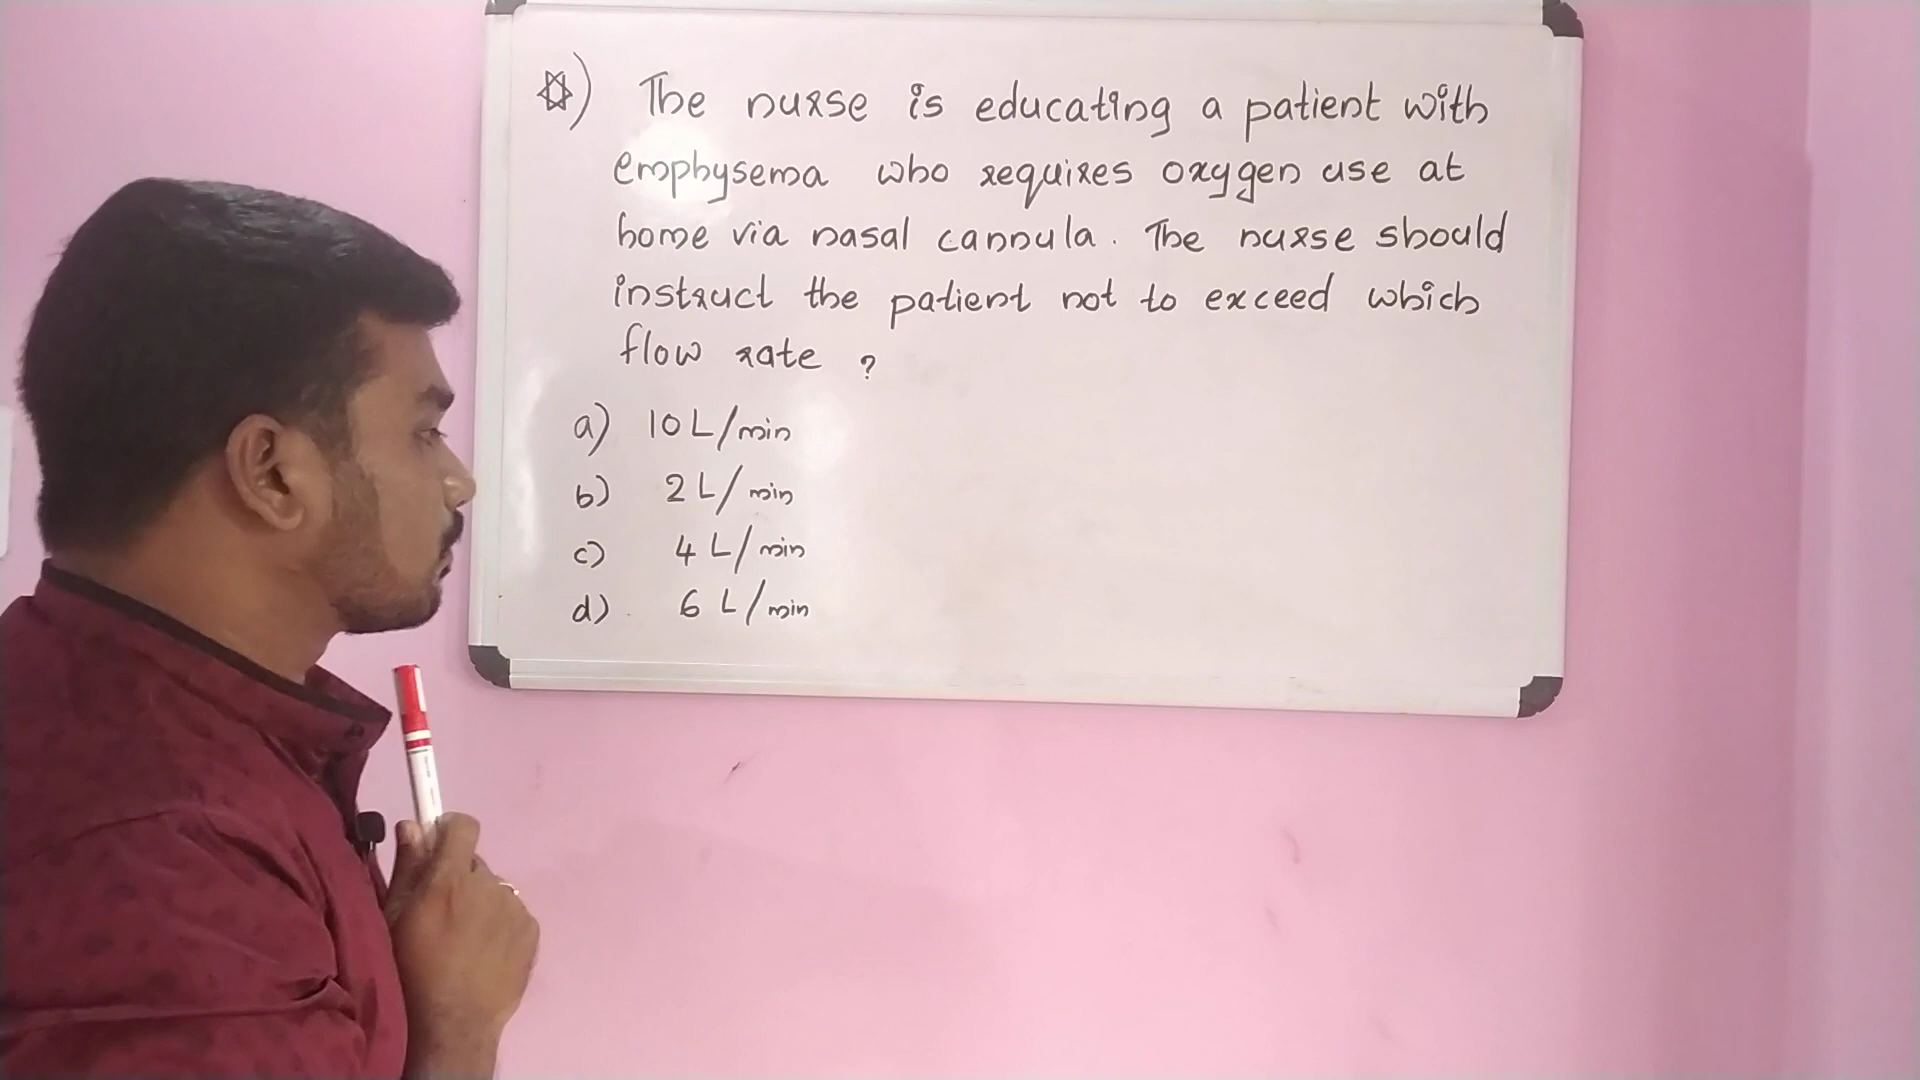 ✡) The nurse is educating a patient with
emphysema who requires oxygen use at
home via nasal cannula. The nurse should
instruct the patient not to exceed which
flow rate ?
a) 10 L/min
b) 2 L/min
c) 4 L/min
d) 6 L/min